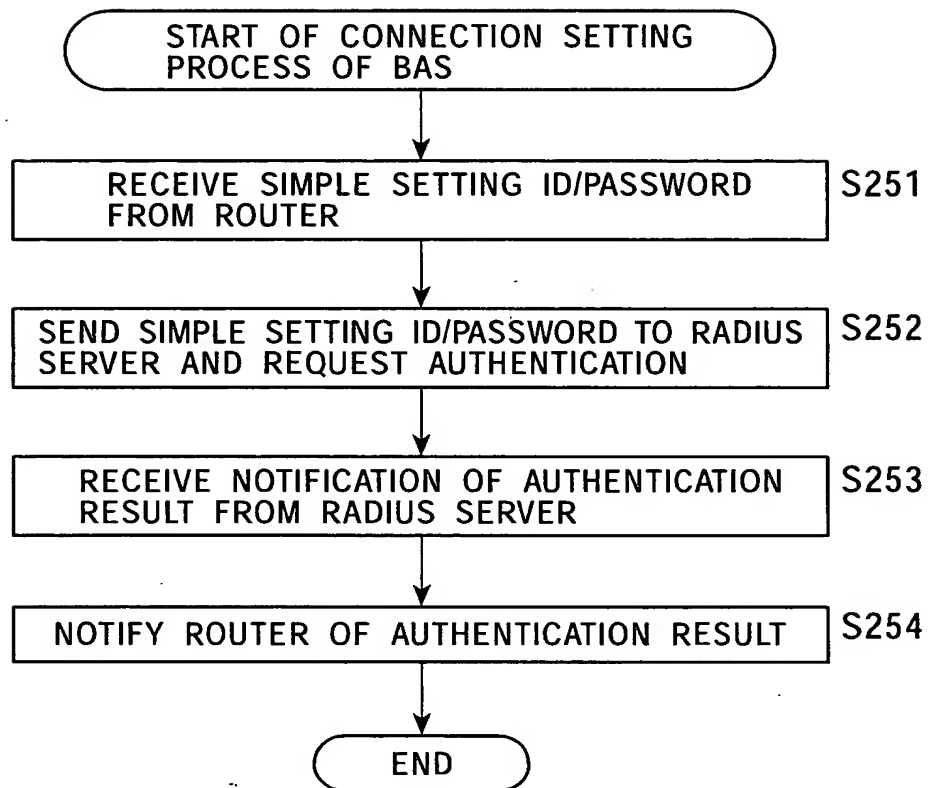 START OF CONNECTION SETTING
PROCESS OF BAS
RECEIVE SIMPLE SETTING ID/PASSWORD
FROM ROUTER
S251
SEND SIMPLE SETTING ID/PASSWORD TO RADIUS
SERVER AND REQUEST AUTHENTICATION
S252
RECEIVE NOTIFICATION OF AUTHENTICATION
RESULT FROM RADIUS SERVER
S253
NOTIFY ROUTER OF AUTHENTICATION RESULT
S254
END